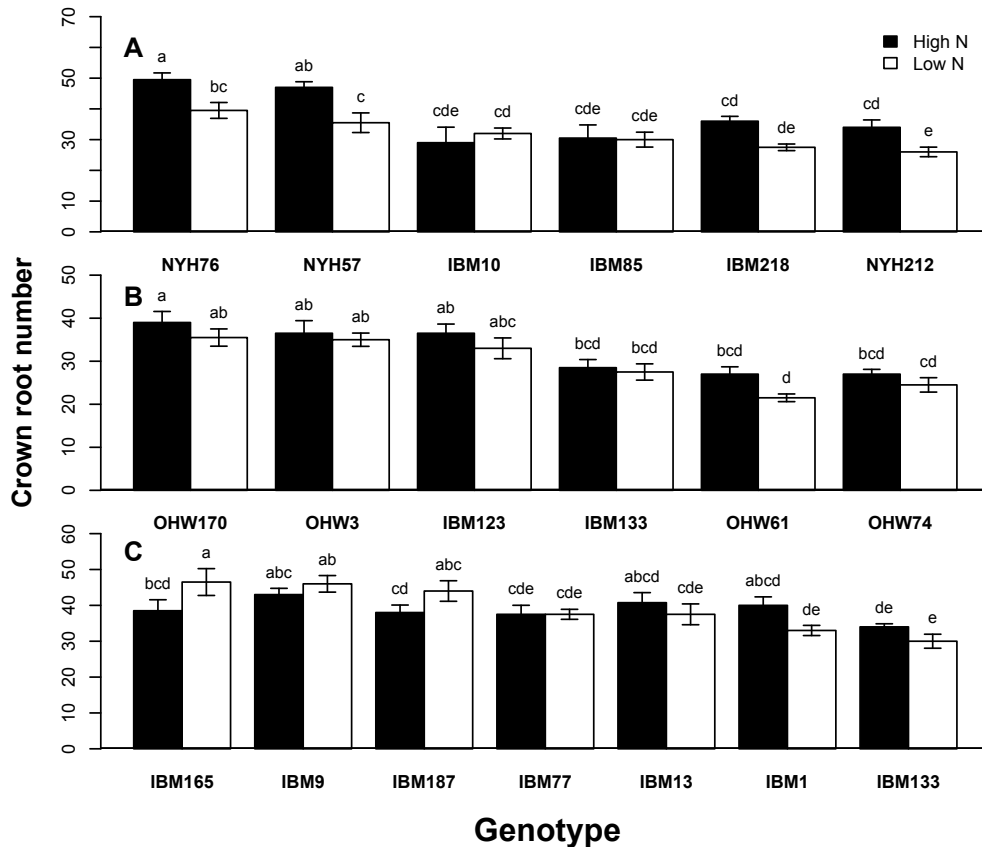 Crown root number
A
High N
Low N
70
50
30
20
10
0
a
bc
ab
c
cde
cd
cde
cde
cd
de
cd
e
NYH76 NYH57 IBM10 IBM85 IBM218 NYH212
B
50
40
30
20
10
0
a
ab
ab
ab
ab
abc
bcd
bcd
bcd
d
bcd
cd
OHW170 OHW3 IBM123 IBM133 OHW61 OHW74
C
60
50
40
30
20
10
0
bcd
a
abc
ab
cd
abc
cde
cde
abcd
cde
abcd
de
de
e
IBM165 IBM9 IBM187 IBM77 IBM13 IBM1 IBM133
Genotype